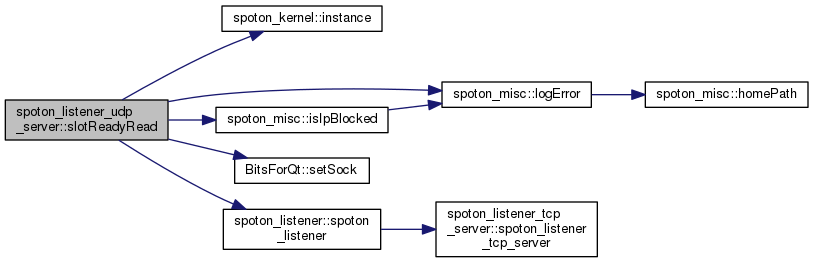 spoton_kernel::instance
spoton_listener_udp
_server::slotReadyRead
spoton_misc::logError
spoton_misc::homePath
spoton_misc::isIpBlocked
BitsForQt::setSock
spoton_listener::spoton
_listener
spoton_listener_tcp
_server::spoton_listener
_tcp_server